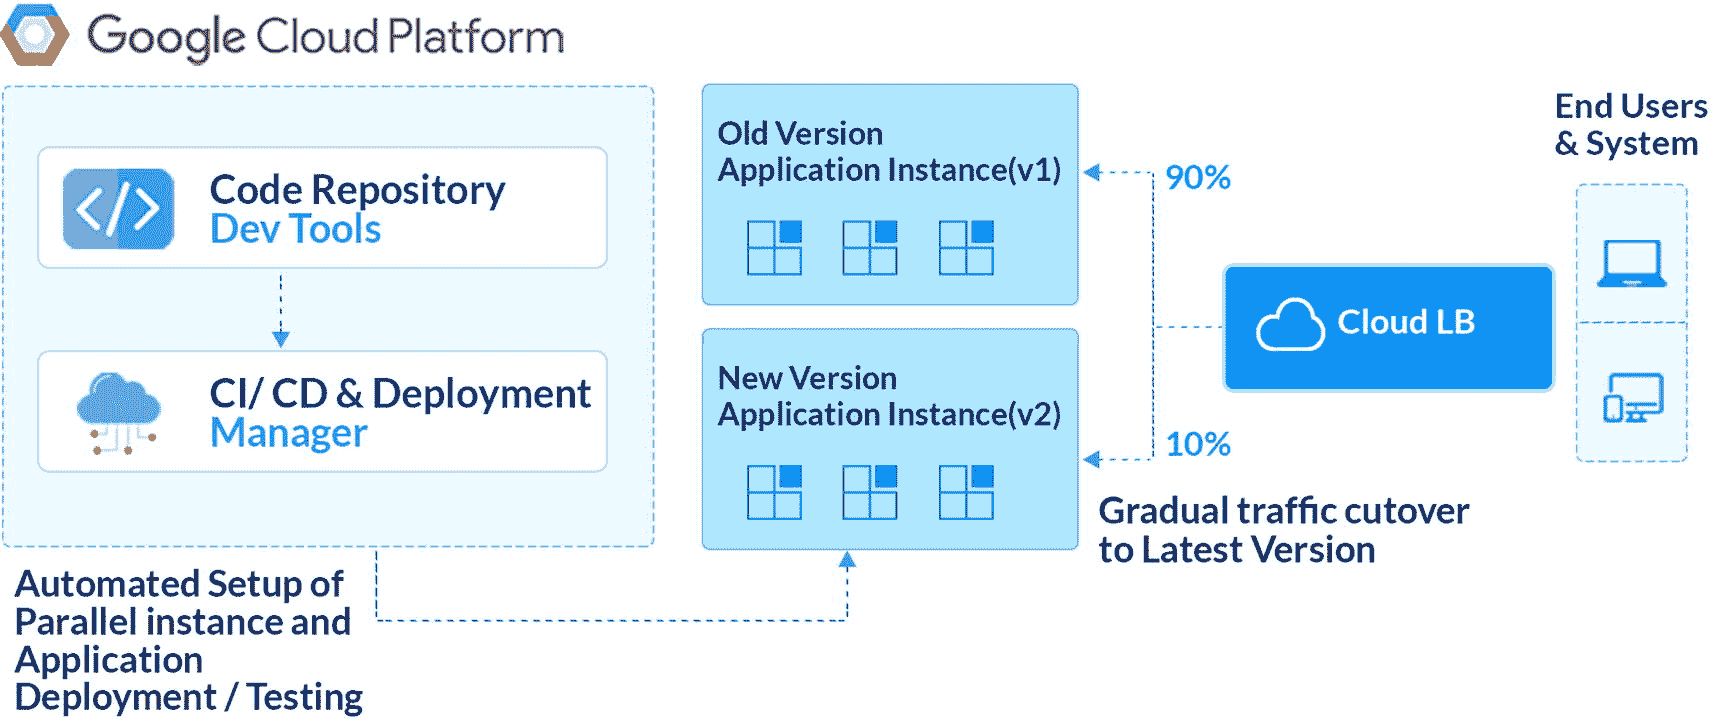 Google Cloud Platform
Code Repository
Dev Tools
CI/ CD & Deployment
Manager
Automated Setup of
Parallel instance and
Application
Deployment / Testing
Old Version
Application Instance(v1)
New Version
Application Instance(v2)
90%
10%
Gradual traffic cutover
to Latest Version
Cloud LB
End Users
& System